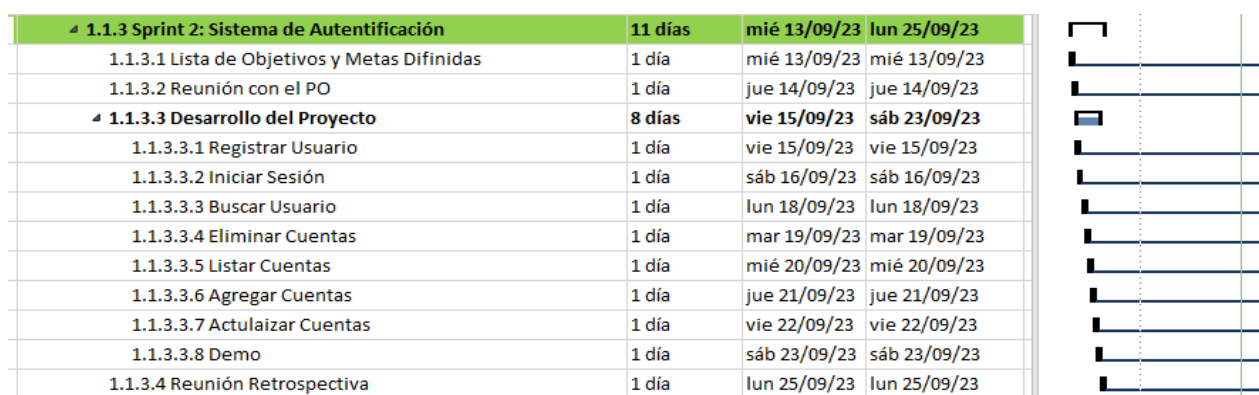 1.1.3 Sprint 2: Sistema de Autentificación 11 días mié 13/09/23 lun 25/09/23
1.1.3.1 Lista de Objetivos y Metas Difinidas 1 día mié 13/09/23 mié 13/09/23
1.1.3.2 Reunión con el PO 1 día jue 14/09/23 jue 14/09/23
1.1.3.3 Desarrollo del Proyecto 8 días vie 15/09/23 sáb 23/09/23
1.1.3.3.1 Registrar Usuario 1 día vie 15/09/23 vie 15/09/23
1.1.3.3.2 Iniciar Sesión 1 día sáb 16/09/23 sáb 16/09/23
1.1.3.3.3 Buscar Usuario 1 día lun 18/09/23 lun 18/09/23
1.1.3.3.4 Eliminar Cuentas 1 día mar 19/09/23 mar 19/09/23
1.1.3.3.5 Listar Cuentas 1 día mié 20/09/23 mié 20/09/23
1.1.3.3.6 Agregar Cuentas 1 día jue 21/09/23 jue 21/09/23
1.1.3.3.7 Actulaizar Cuentas 1 día vie 22/09/23 vie 22/09/23
1.1.3.3.8 Demo 1 día sáb 23/09/23 sáb 23/09/23
1.1.3.4 Reunión Retrospectiva 1 día lun 25/09/23 lun 25/09/23